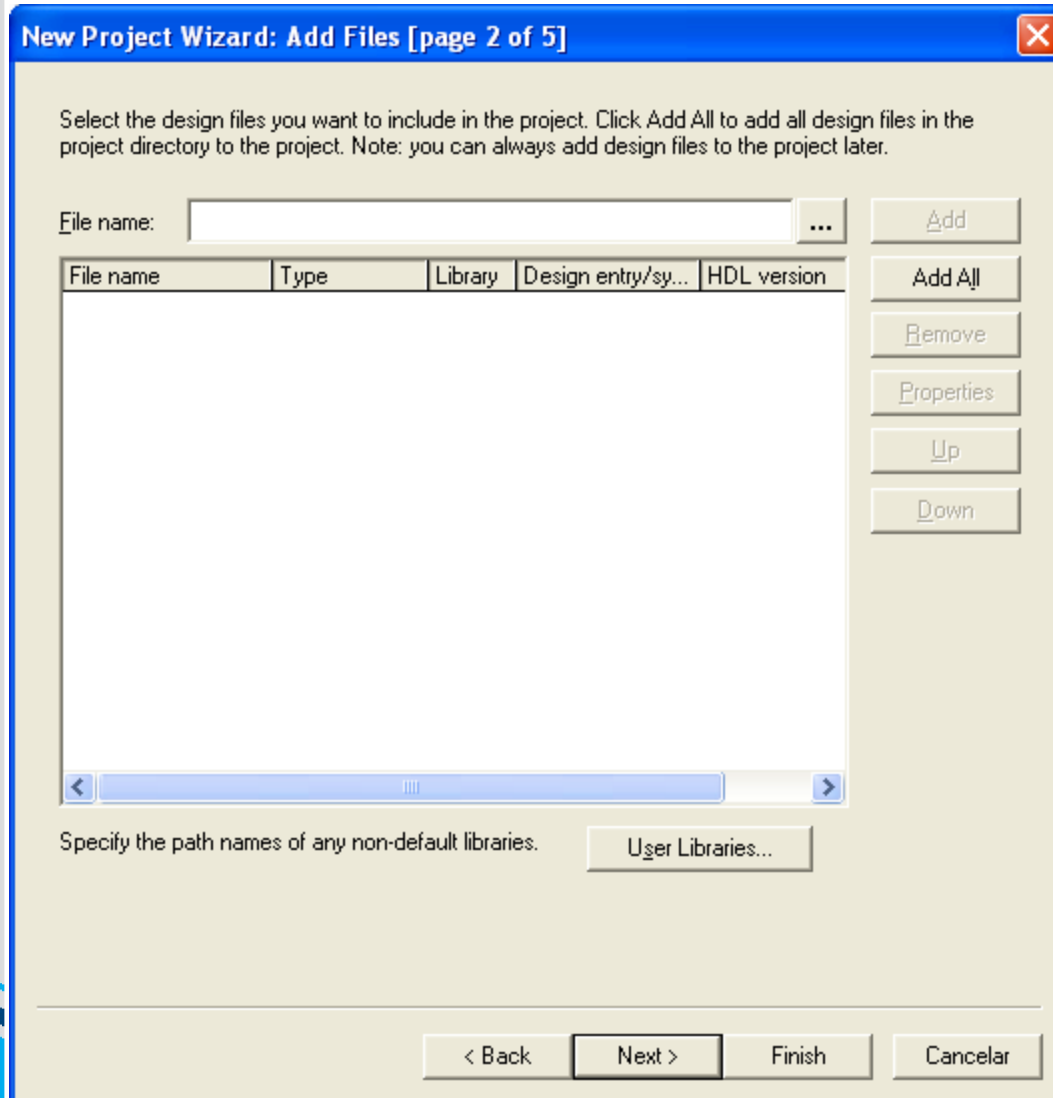 New Project Wizard: Add Files [page 2 of 5]
Select the design files you want to include in the project. Click Add All to add all design files in the
project directory to the project. Note: you can always add design files to the project later.
File name: ... Add
File name Type Library Design entry/sy... HDL version Add All
Remove
Properties
Up
Down
Specify the path names of any non-default libraries. User Libraries...
< Back Next > Finish Cancelar